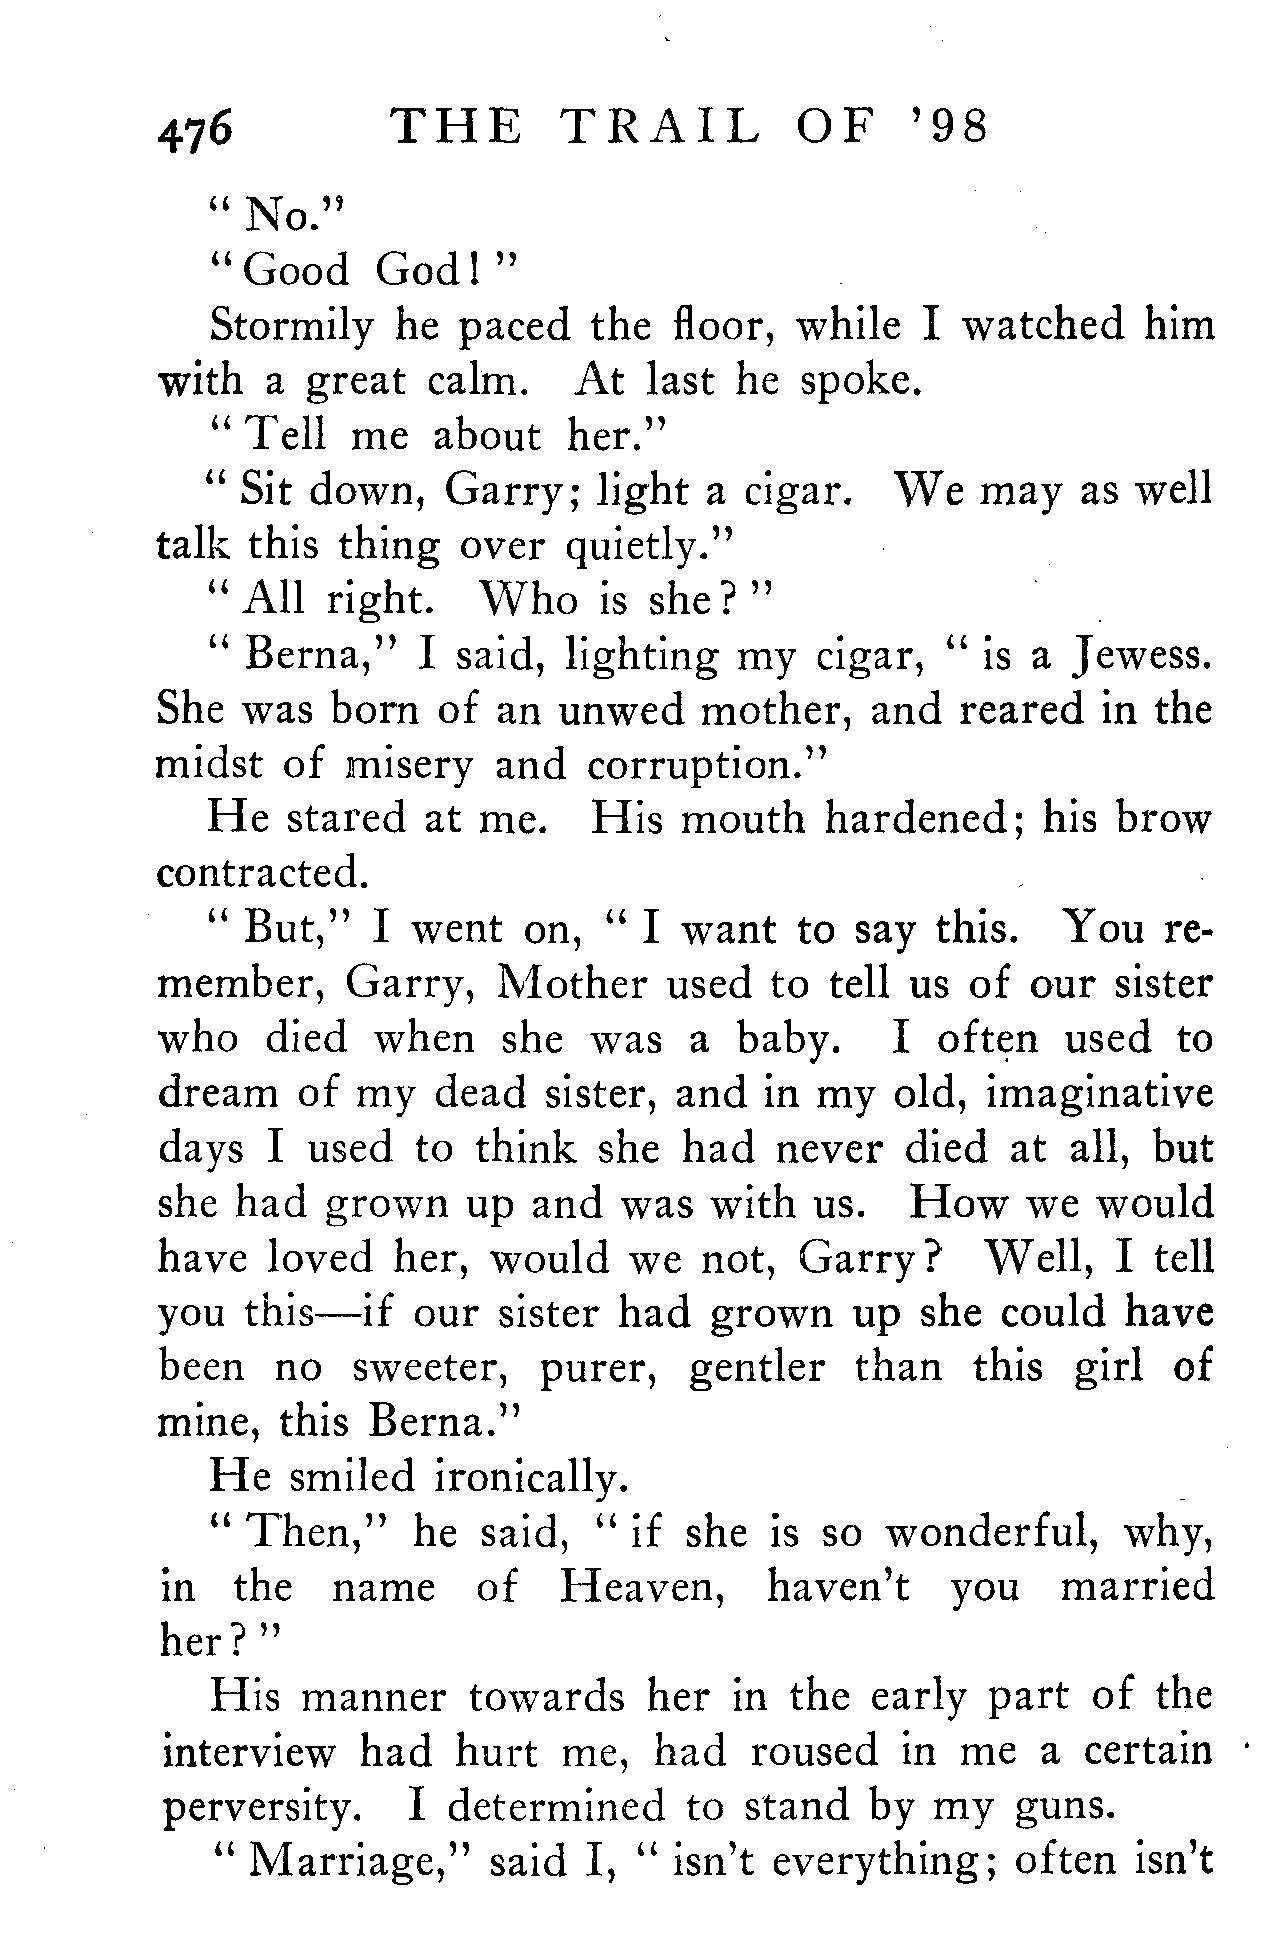 476 THE TRAIL OF '98
" No."
" Good God! "
Stormily he paced the floor, while I watched him
with a great calm. At last he spoke.
" Tell me about her."
" Sit down, Garry; light a cigar. We may as well
talk this thing over quietly."
" All right. Who is she? "
" Berna," I said, lighting my cigar, " is a Jewess.
She was born of an unwed mother, and reared in the
midst of misery and corruption."
He stared at me. His mouth hardened; his brow
contracted.
" But," I went on, " I want to say this. You re-
member, Garry, Mother used to tell us of our sister
who died when she was a baby. I often used to
dream of my dead sister, and in my old, imaginative
days I used to think she had never died at all, but
she had grown up and was with us. How we would
have loved her, would we not, Garry? Well, I tell
you this—if our sister had grown up she could have
been no sweeter, purer, gentler than this girl of
mine, this Berna."
He smiled ironically.
" Then," he said, " if she is so wonderful, why,
in the name of Heaven, haven't you married
her? "
His manner towards her in the early part of the
interview had hurt me, had roused in me a certain
perversity. I determined to stand by my guns.
" Marriage," said I, " isn't everything; often isn't